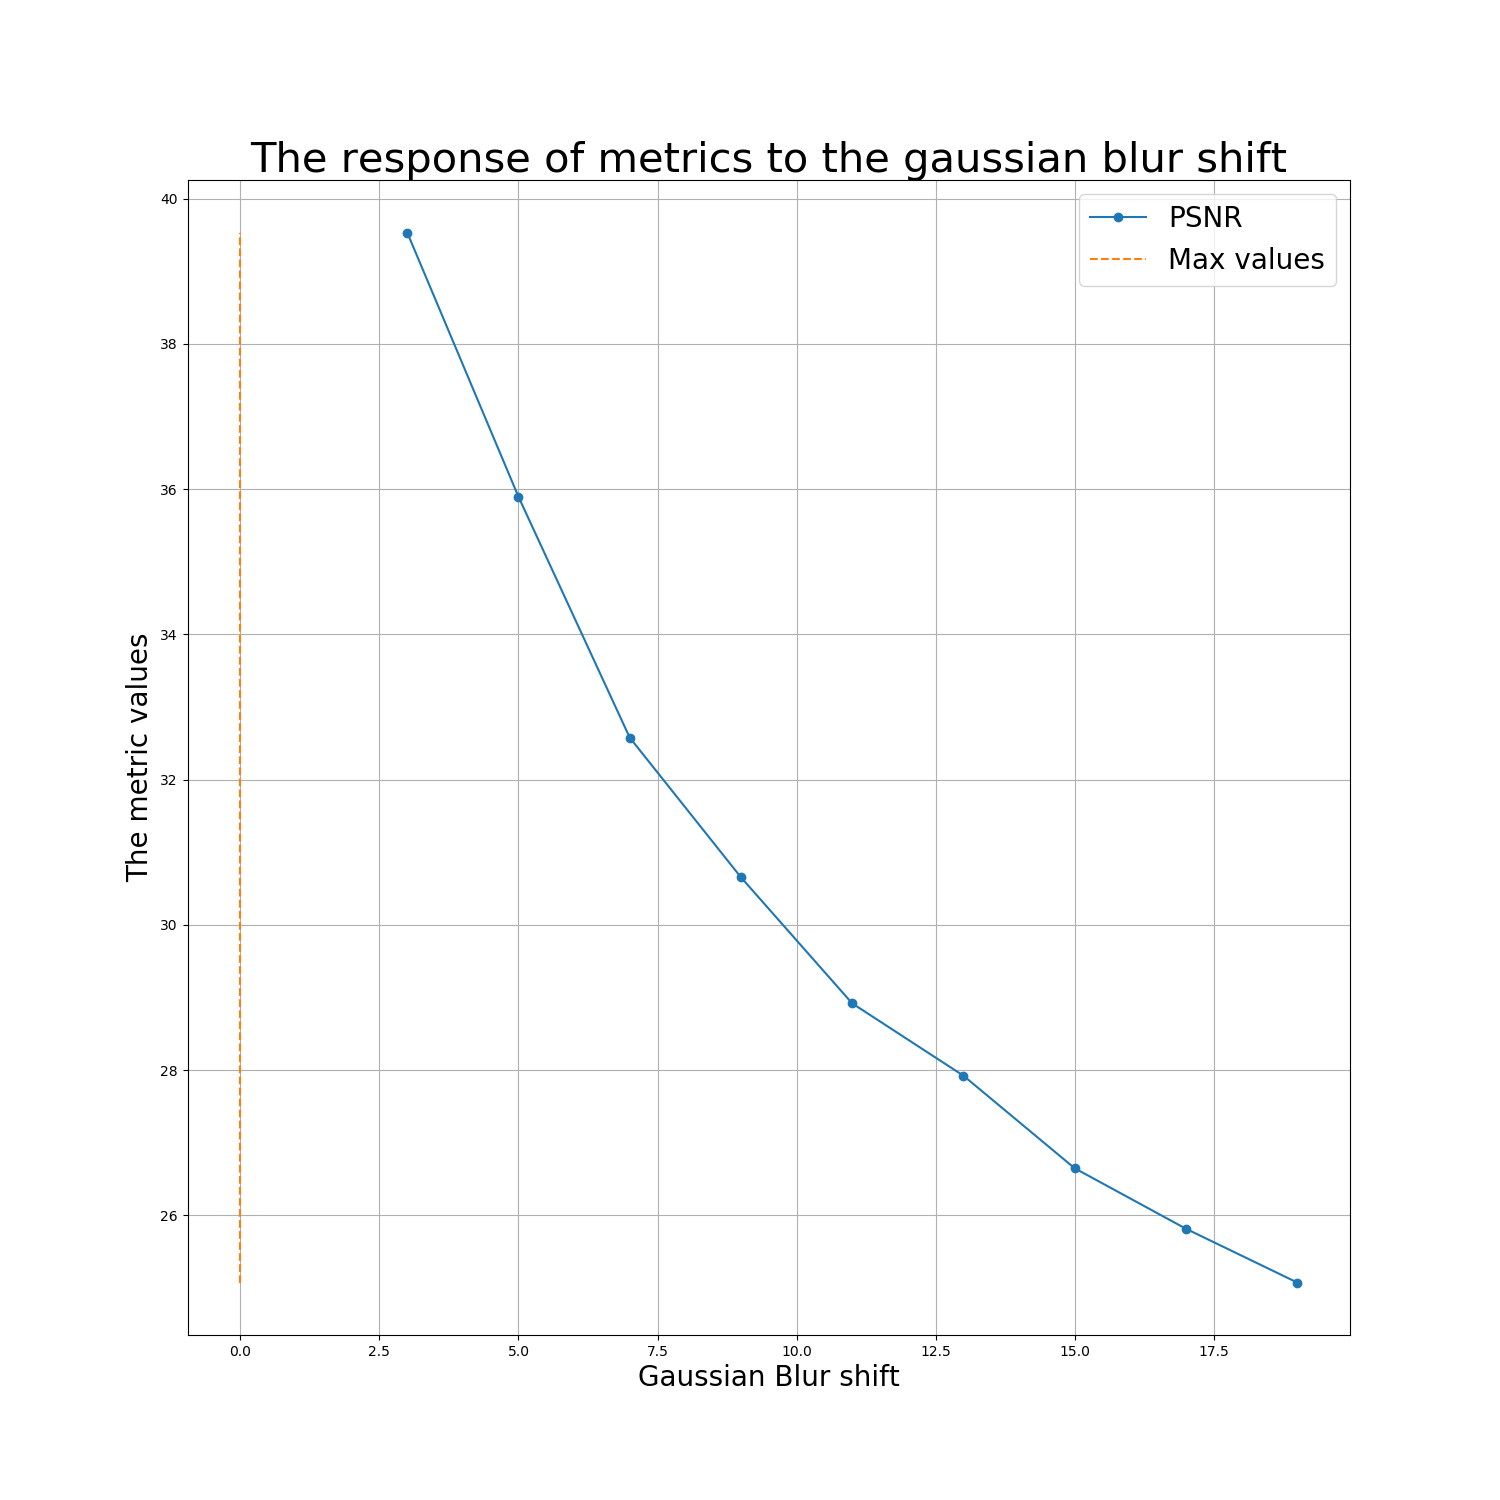 The response of metrics to the gaussian blur shift
PSNR
Max values
40
38
36
34
32
30
28
26
The metric values
0.0 2.5 5.0 7.5 10.0 12.5 15.0 17.5
Gaussian Blur shift